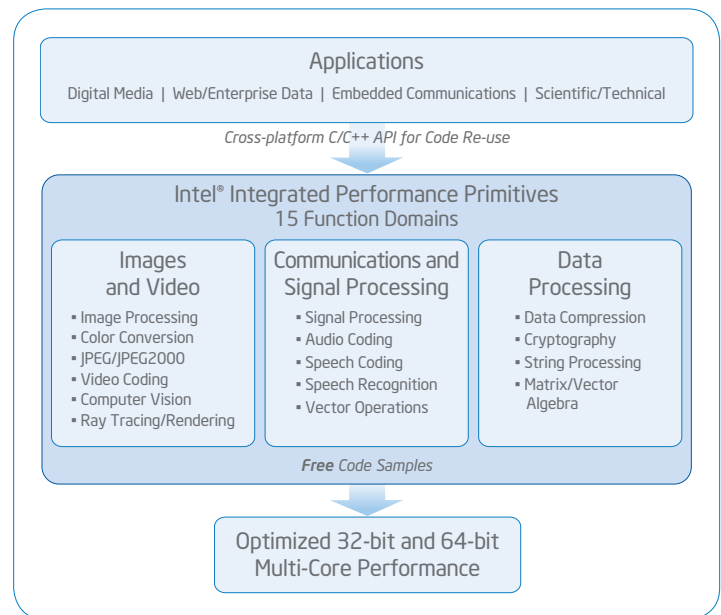 Applications
Digital Media | Web/Enterprise Data | Embedded Communications | Scientific/Technical
Cross-platform C/C++ API for Code Re-use
Intel® Integrated Performance Primitives
15 Function Domains
Images
and Video
▪ Image Processing
▪ Color Conversion
▪ JPEG/JPEG2000
▪ Video Coding
▪ Computer Vision
▪ Ray Tracing/Rendering
Communications and
Signal Processing
▪ Signal Processing
▪ Audio Coding
▪ Speech Coding
▪ Speech Recognition
▪ Vector Operations
Data
Processing
▪ Data Compression
▪ Cryptography
▪ String Processing
▪ Matrix/Vector
Algebra
Free Code Samples
Optimized 32-bit and 64-bit
Multi-Core Performance